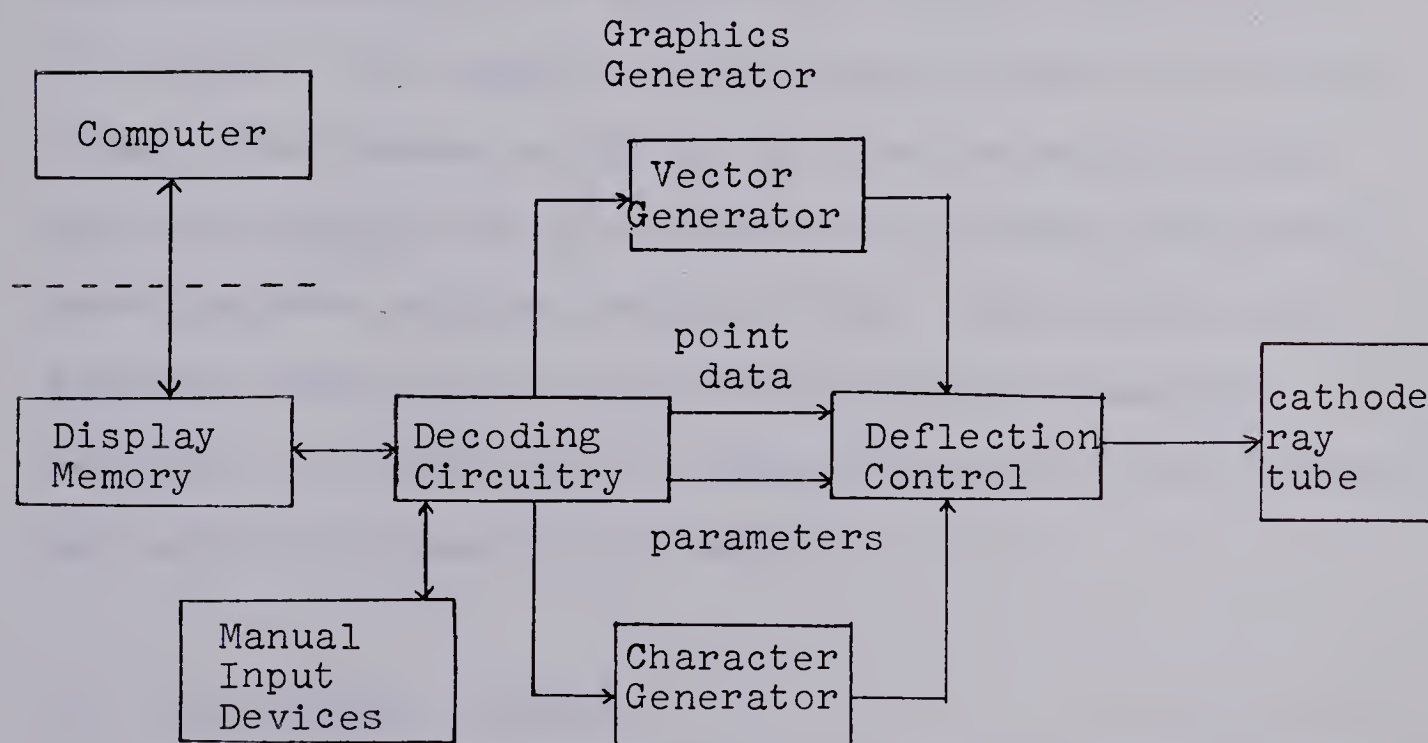 Graphics
Generator
Computer
Vector
Generator
point
data
Display
Memory
Decoding
Circuitry
Deflection
Control
cathode
ray
tube
parameters
Manual
Input
Devices
Character
Generator